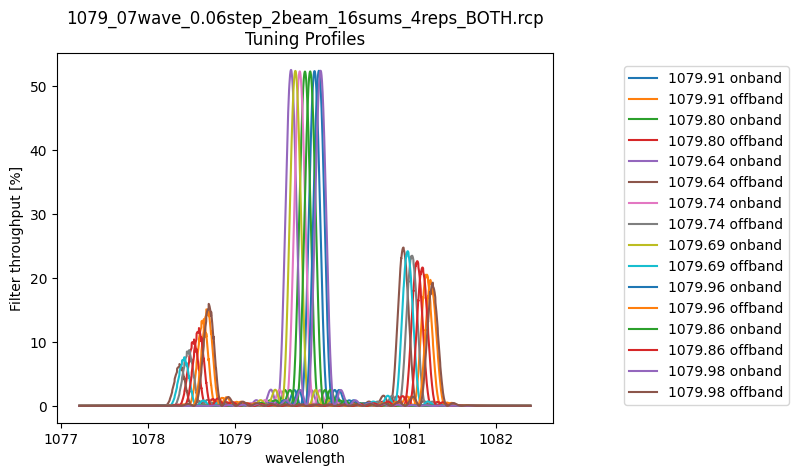 1079_07wave_0.06step_2beam_16sums_4reps_BOTH.rcp
Tuning Profiles
Filter throughput [%]
50
40
30
20
10
0
1077
1078
1079
1080
1081
1082
wavelength
1079.91 onband
1079.91 offband
1079.80 onband
1079.80 offband
1079.64 onband
1079.64 offband
1079.74 onband
1079.74 offband
1079.69 onband
1079.69 offband
1079.96 onband
1079.96 offband
1079.86 onband
1079.86 offband
1079.98 onband
1079.98 offband